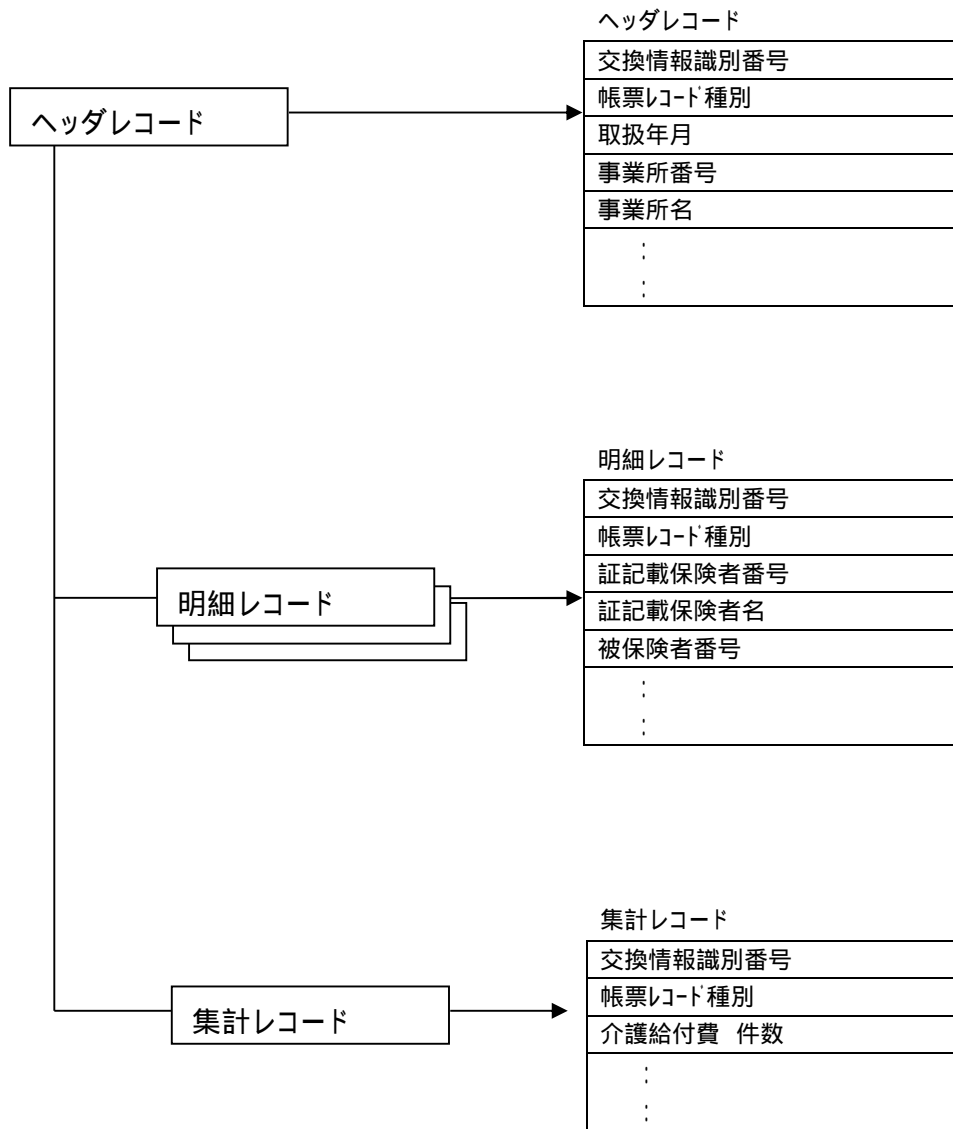 ヘッダレコード
ヘッダレコード
交換情報識別番号
帳票ﾚｺｰﾄﾞ種別
取扱年月
事業所番号
事業所名
:
:
明細レコード
明細レコード
交換情報識別番号
帳票ﾚｺｰﾄﾞ種別
証記載保険者番号
証記載保険者名
被保険者番号
:
:
集計レコード
集計レコード
交換情報識別番号
帳票ﾚｺｰﾄﾞ種別
介護給付費 件数
:
: